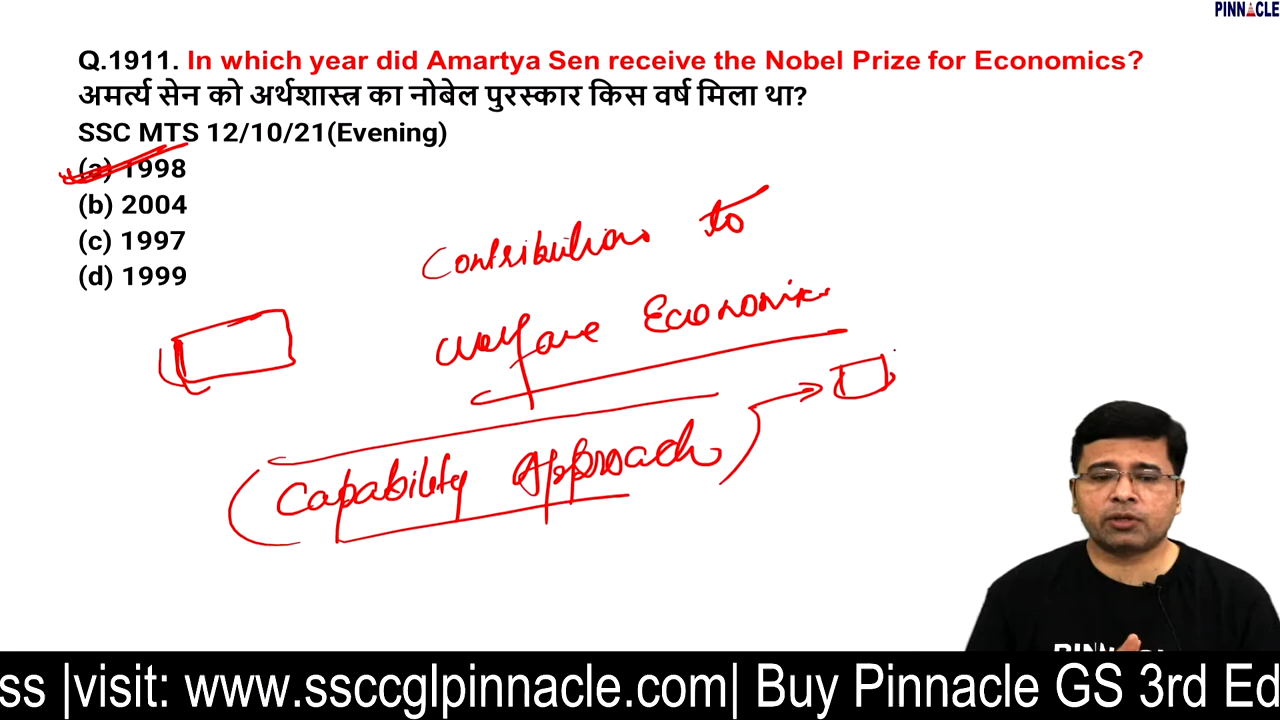 PINNACLE
Q.1911. In which year did Amartya Sen receive the Nobel Prize for Economics?
अमर्त्य सेन को अर्थशास्त्र का नोबेल पुरस्कार किस वर्ष मिला था?
SSC MTS 12/10/21(Evening)
(a) 1998
(b) 2004
(c) 1997
(d) 1999
Contributions to
Welfare Economics
Capability Approach
PINNACLE
ss |visit: www.ssccglpinnacle.com| Buy Pinnacle GS 3rd Ed